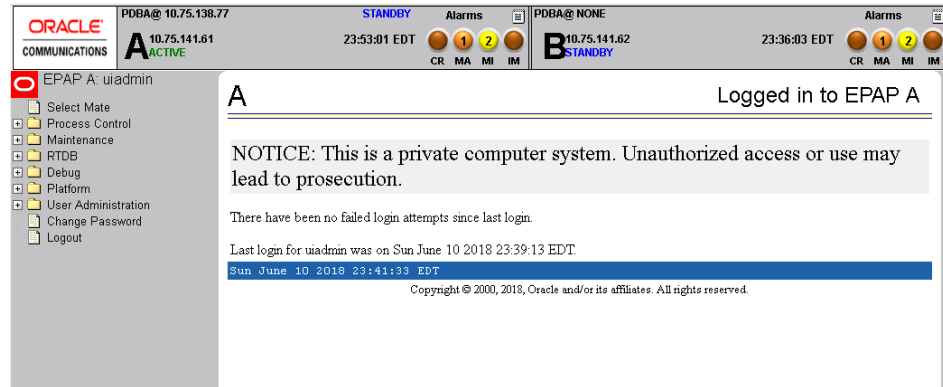 ORACLE
COMMUNICATIONS
PDBA@ 10.75.138.77 STANDBY Alarms
A 10.75.141.61 23:53:01 EDT 1 2
ACTIVE
CR MA MI IM
PDBA@ NONE Alarms
B 10.75.141.62 23:36:03 EDT 1 2
STANDBY
CR MA MI IM
EPAP A: uiadmin
Select Mate
Process Control
Maintenance
RTDB
Debug
Platform
User Administration
Change Password
Logout
A Logged in to EPAP A
NOTICE: This is a private computer system. Unauthorized access or use may
lead to prosecution.
There have been no failed login attempts since last login.
Last login for uiadmin was on Sun June 10 2018 23:39:13 EDT.
Sun June 10 2018 23:41:33 EDT
Copyright © 2000, 2018, Oracle and/or its affiliates. All rights reserved.